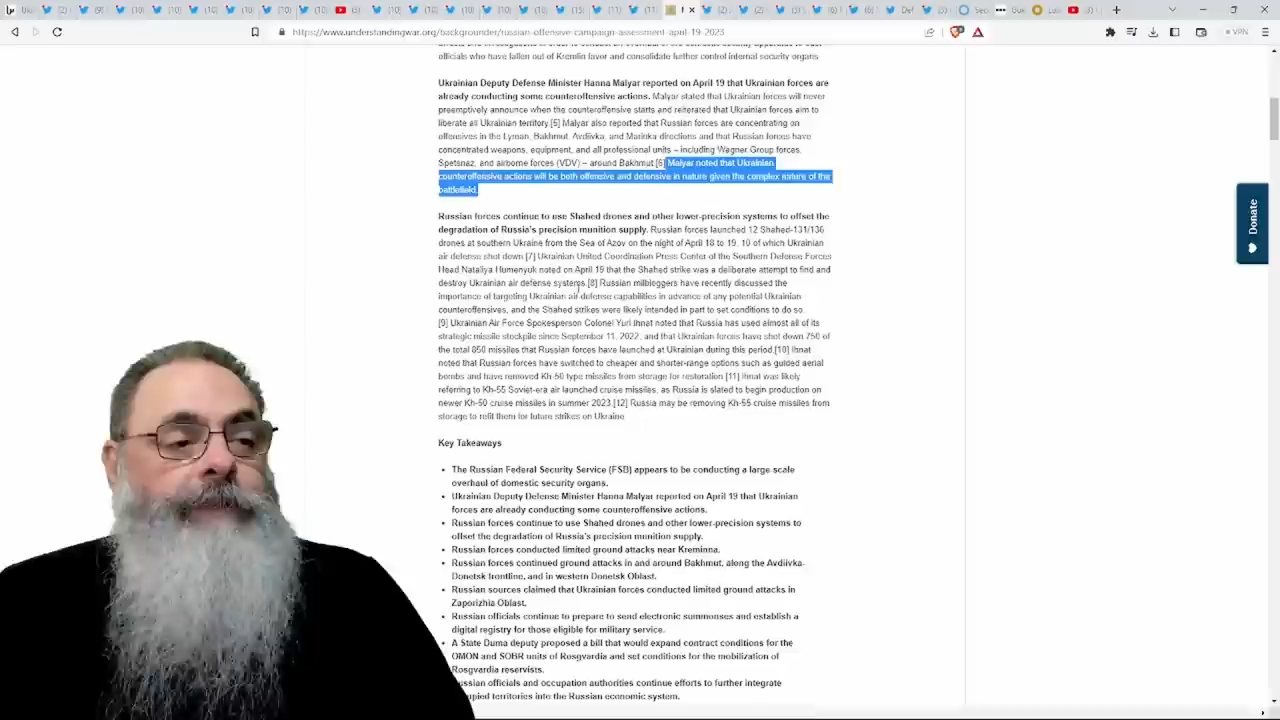 https://www.understandingwar.org/backgrounder/russian-offensive-campaign-assessment-april-19-2023
VPN
officials who have fallen out of Kremlin favor and consolidate further control internal security organs
Ukrainian Deputy Defense Minister Hanna Malyar reported on April 19 that Ukrainian forces are
already conducting some counteroffensive actions. Malyar stated that Ukrainian forces will never
preemptively announce when the counteroffensive starts and reiterated that Ukrainian forces aim to
liberate all Ukrainian territory.[5] Malyar also reported that Russian forces are concentrating on
offensives in the Lyman, Bakhmut, Avdiivka, and Marinka directions and that Russian forces have
concentrated weapons, equipment, and all professional units – including Wagner Group forces,
Spetsnaz, and airborne forces (VDV) – around Bakhmut.[6] Malyar noted that Ukrainian
counteroffensive actions will be both offensive and defensive in nature given the complex nature of the
battlefield.
Russian forces continue to use Shahed drones and other lower-precision systems to offset the
degradation of Russia's precision munition supply. Russian forces launched 12 Shahed-131/136
drones at southern Ukraine from the Sea of Azov on the night of April 18 to 19, 10 of which Ukrainian
air defense shot down.[7] Ukrainian United Coordination Press Center of the Southern Defense Forces
Head Nataliya Humenyuk noted on April 19 that the Shahed strike was a deliberate attempt to find and
destroy Ukrainian air defense systems.[8] Russian milbloggers have recently discussed the
importance of targeting Ukrainian air defense capabilities in advance of any potential Ukrainian
counteroffensives, and the Shahed strikes were likely intended in part to set conditions to do so.
[9] Ukrainian Air Force Spokesperson Colonel Yuri Ihnat noted that Russia has used almost all of its
strategic missile stockpile since September 11, 2022, and that Ukrainian forces have shot down 750 of
the total 850 missiles that Russian forces have launched at Ukrainian during this period.[10] Ihnat
noted that Russian forces have switched to cheaper and shorter-range options such as guided aerial
bombs and have removed Kh-50 type missiles from storage for restoration.[11] Ihnat was likely
referring to Kh-55 Soviet-era air launched cruise missiles, as Russia is slated to begin production on
newer Kh-50 cruise missiles in summer 2023.[12] Russia may be removing Kh-55 cruise missiles from
storage to refit them for future strikes on Ukraine
Key Takeaways
• The Russian Federal Security Service (FSB) appears to be conducting a large-scale
overhaul of domestic security organs.
• Ukrainian Deputy Defense Minister Hanna Malyar reported on April 19 that Ukrainian
forces are already conducting some counteroffensive actions.
• Russian forces continue to use Shahed drones and other lower-precision systems to
offset the degradation of Russia's precision munition supply.
• Russian forces conducted limited ground attacks near Kreminna.
• Russian forces continued ground attacks in and around Bakhmut, along the Avdiivka-
Donetsk frontline, and in western Donetsk Oblast.
• Russian sources claimed that Ukrainian forces conducted limited ground attacks in
Zaporizhia Oblast.
• Russian officials continue to prepare to send electronic summonses and establish a
digital registry for those eligible for military service.
• A State Duma deputy proposed a bill that would expand contract conditions for the
OMON and SOBR units of Rosgvardia and set conditions for the mobilization of
Rosgvardia reservists.
ussian officials and occupation authorities continue efforts to further integrate
upied territories into the Russian economic system.
Donate